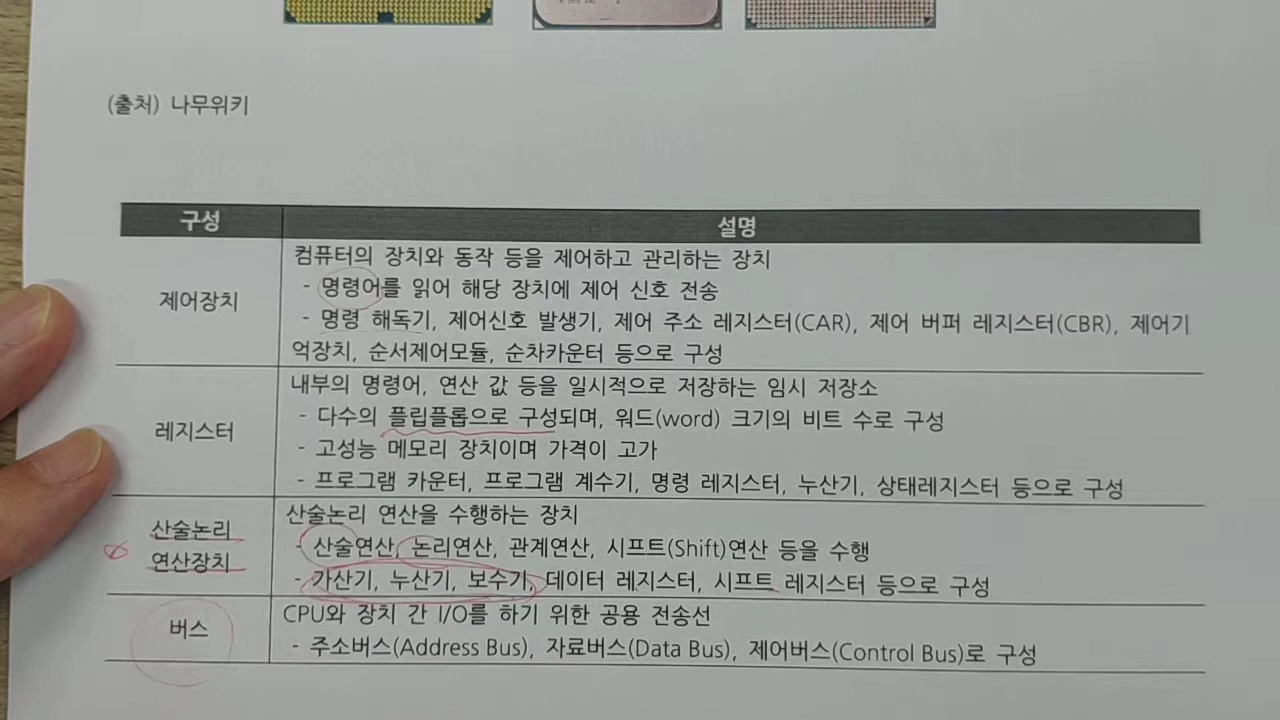 (출처) 나무위키
구성
설명
제어장치
컴퓨터의 장치와 동작 등을 제어하고 관리하는 장치
- 명령어를 읽어 해당 장치에 제어 신호 전송
- 명령 해독기, 제어신호 발생기, 제어 주소 레지스터(CAR), 제어 버퍼 레지스터(CBR), 제어기
억장치, 순서제어모듈, 순차카운터 등으로 구성
레지스터
내부의 명령어, 연산 값 등을 일시적으로 저장하는 임시 저장소
- 다수의 플립플롭으로 구성되며, 워드(word) 크기의 비트 수로 구성
- 고성능 메모리 장치이며 가격이 고가
- 프로그램 카운터, 프로그램 계수기, 명령 레지스터, 누산기, 상태레지스터 등으로 구성
산술논리
연산장치
산술논리 연산을 수행하는 장치
- 산술연산, 논리연산, 관계연산, 시프트(Shift)연산 등을 수행
- 가산기, 누산기, 보수기, 데이터 레지스터, 시프트 레지스터 등으로 구성
버스
CPU와 장치 간 I/O를 하기 위한 공용 전송선
- 주소버스(Address Bus), 자료버스(Data Bus), 제어버스(Control Bus)로 구성